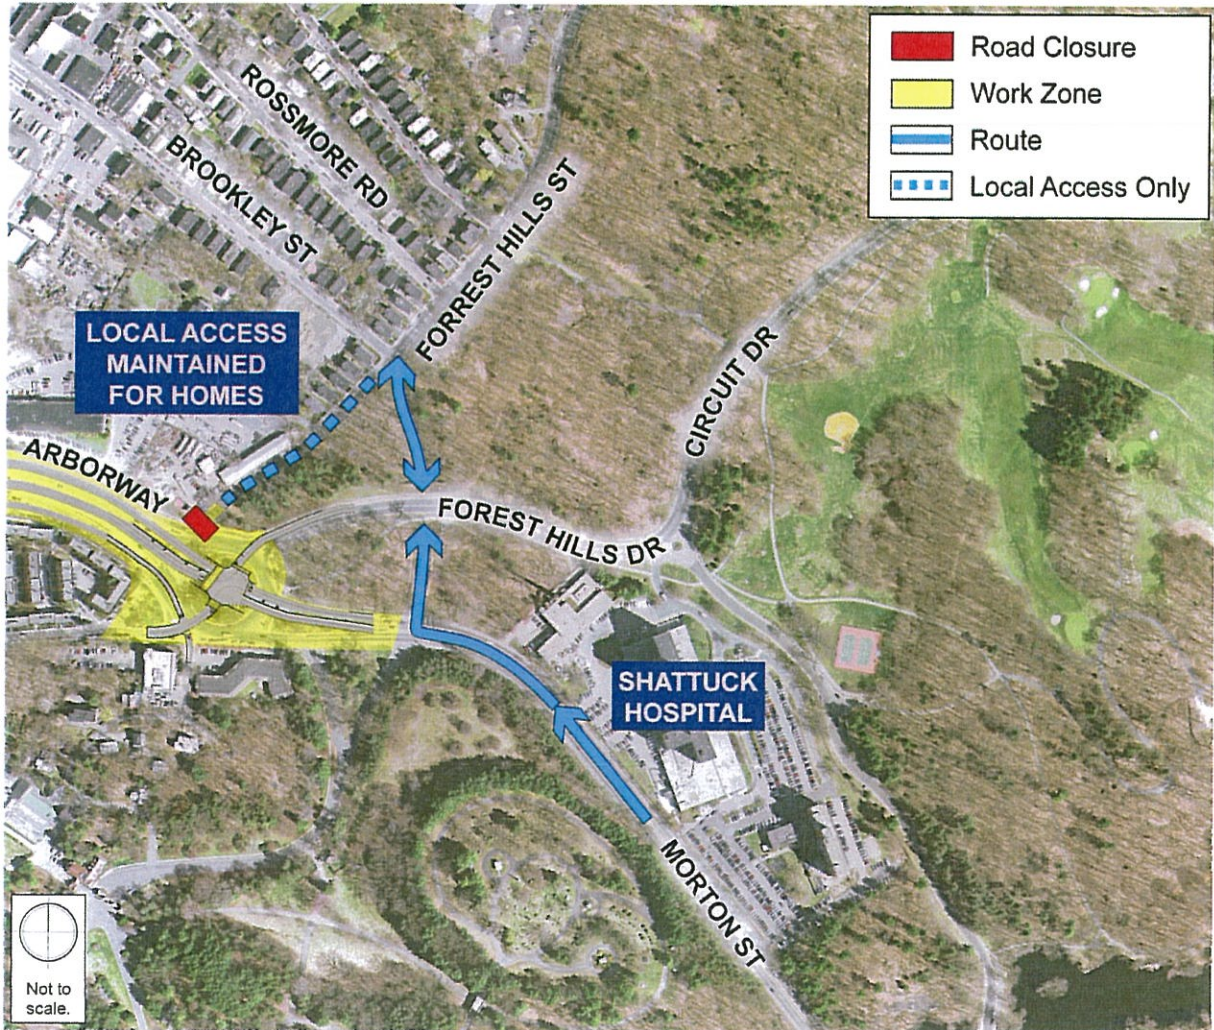 Road Closure
Work Zone
Route
Local Access Only
ROSSMORE RD
BROOKLEY ST
FORREST HILLS ST
LOCAL ACCESS
MAINTAINED
FOR HOMES
CIRCUIT DR
ARBORWAY
FOREST HILLS DR
SHATTUCK
HOSPITAL
MORTON ST
Not to
scale.